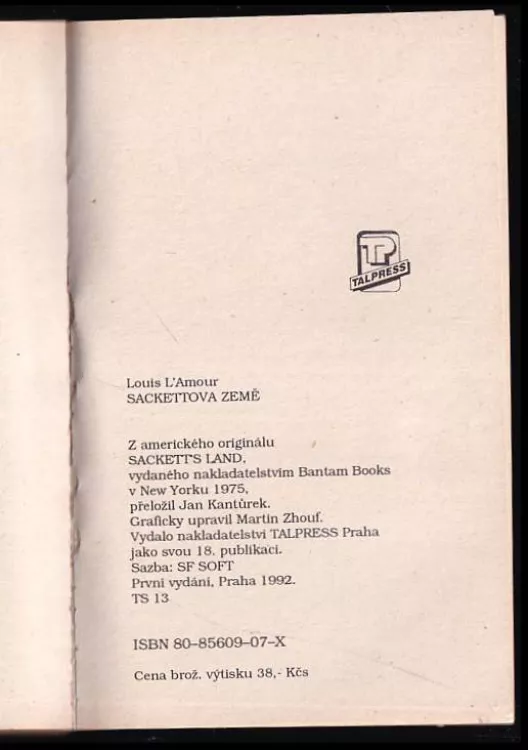 TP
TALPRESS
Louis L'Amour
SACKETTOVA ZEMĚ
Z amerického originálu
SACKETT'S LAND,
vydaného nakladatelstvím Bantam Books
v New Yorku 1975,
přeložil Jan Kantůrek.
Graficky upravil Martin Zhouf.
Vydalo nakladatelství TALPRESS Praha
jako svou 18. publikaci.
Sazba: SF SOFT
První vydání, Praha 1992.
TS 13
ISBN 80–85609–07–X
Cena brož. výtisku 38,- Kčs